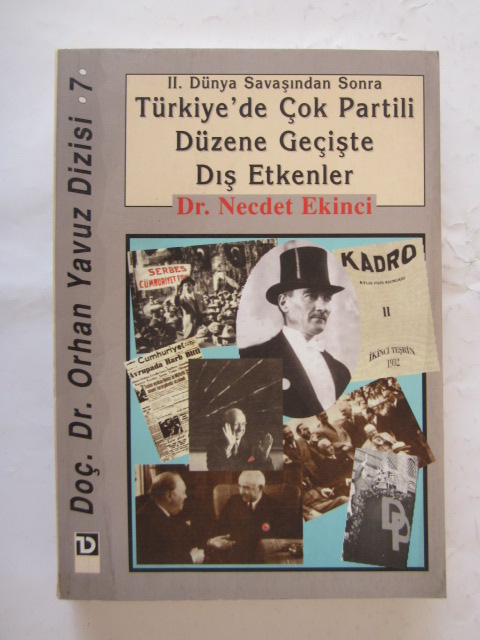 II. Dünya Savaşından Sonra
Türkiye'de Çok Partili
Düzene Geçişte
Dış Etkenler
Dr. Necdet Ekinci
Doç. Dr. Orhan Yavuz Dizisi ·7·
SERBES
CÜMHURİYET
KADRO
II
İKİNCİ TEŞRİN
1932
Cumhuriyet
Avrupada Harb Bitti
DP